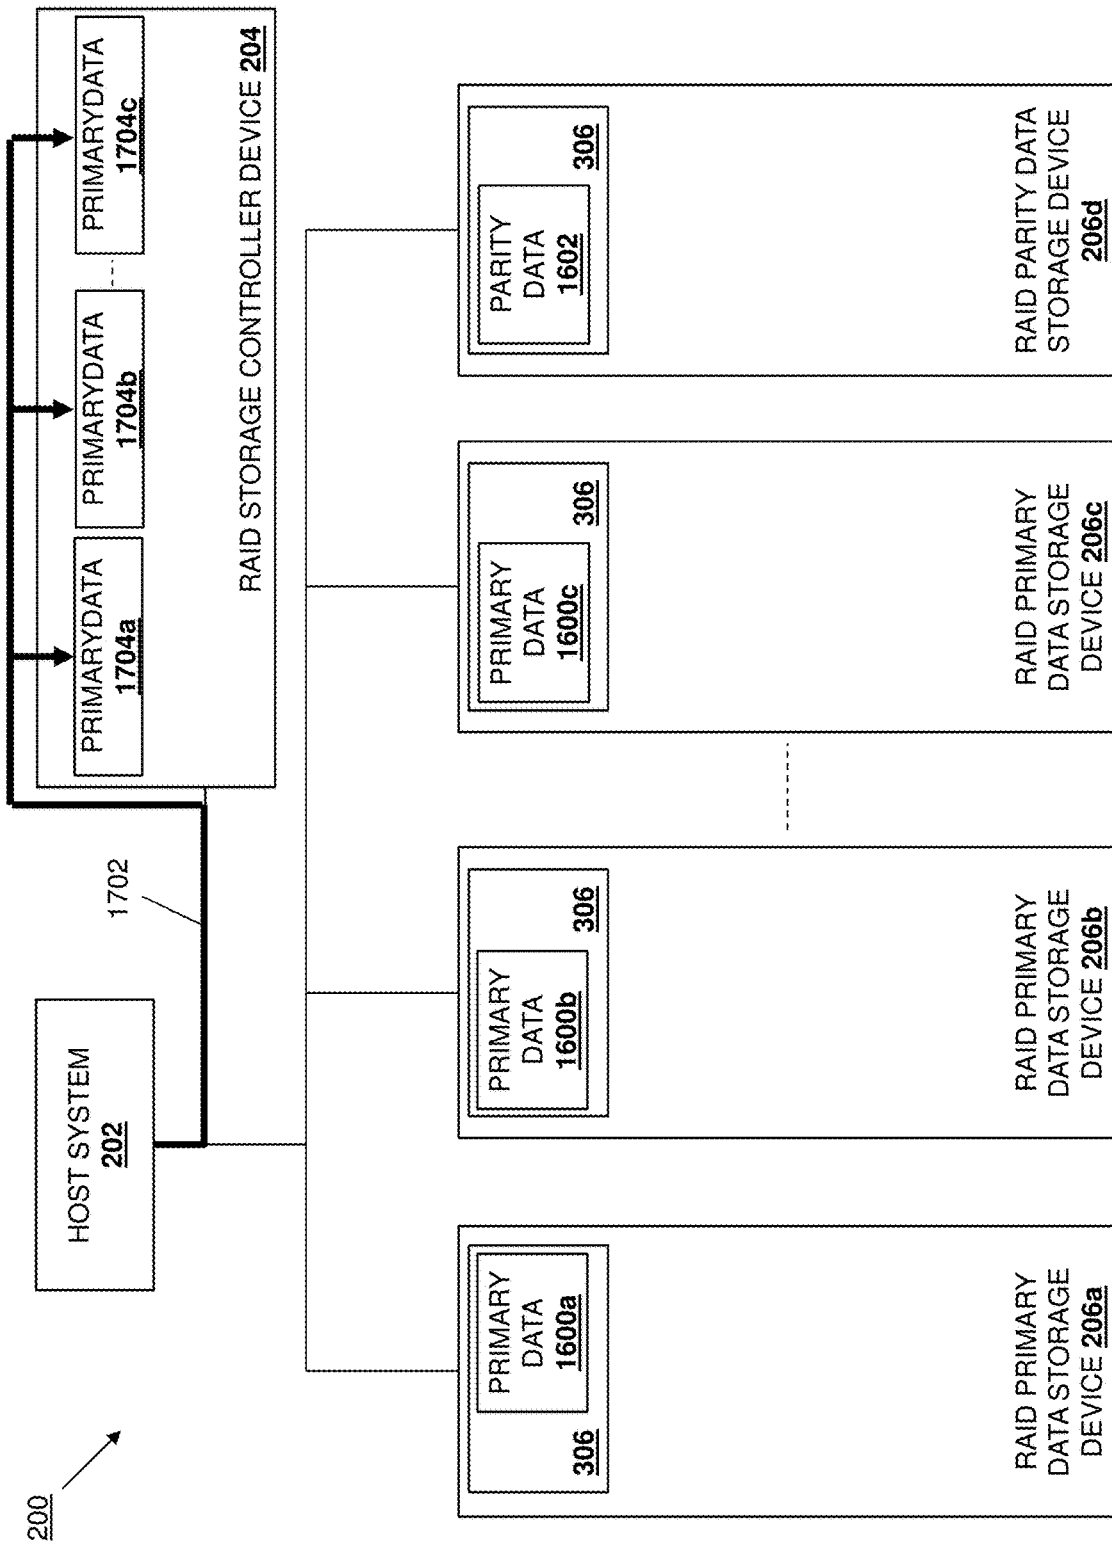 200
HOST SYSTEM
202
1702
PRIMARYDATA
1704a
PRIMARYDATA
1704b
PRIMARYDATA
1704c
RAID STORAGE CONTROLLER DEVICE 204
PRIMARY
DATA
1600a
306
RAID PRIMARY
DATA STORAGE
DEVICE 206a
PRIMARY
DATA
1600b
306
RAID PRIMARY
DATA STORAGE
DEVICE 206b
PRIMARY
DATA
1600c
306
RAID PRIMARY
DATA STORAGE
DEVICE 206c
PARITY
DATA
1602
306
RAID PARITY DATA
STORAGE DEVICE
206d